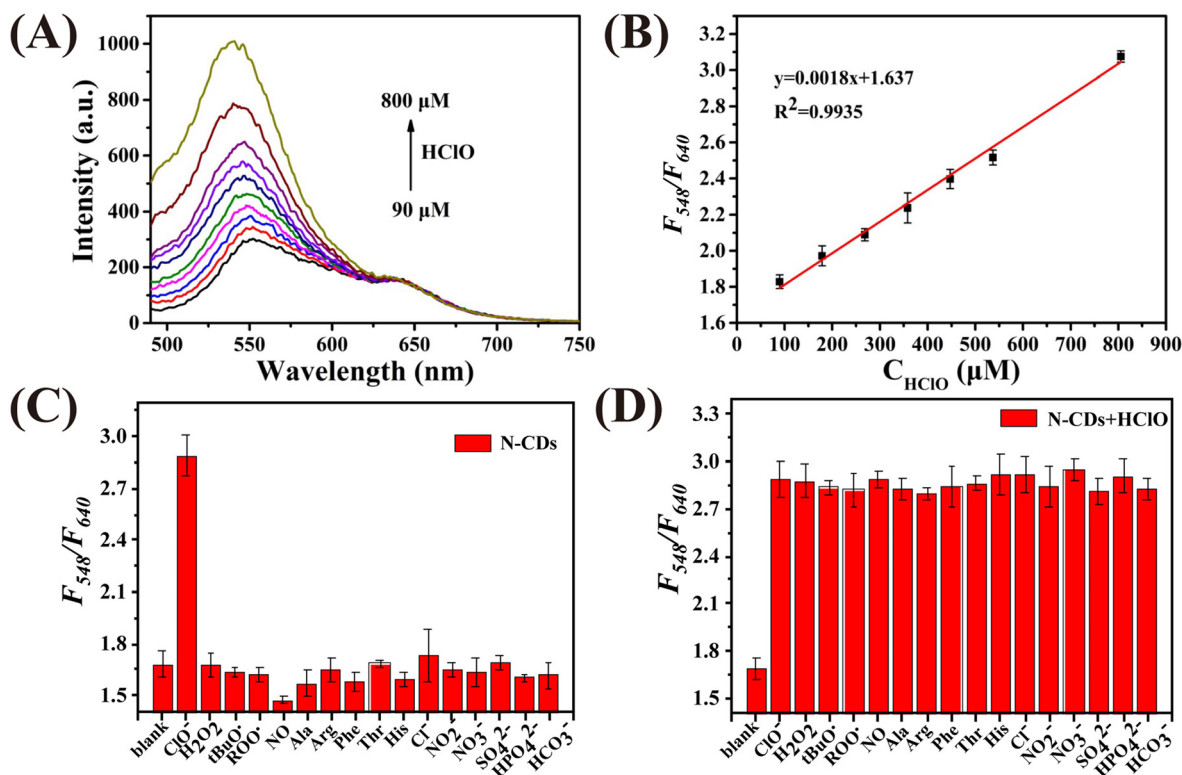 (A)
1000
800
600
400
200
0
Intensity (a.u.)
800 μM
HClO
90 μM
500 550 600 650 700 750
Wavelength (nm)
(B)
3.2
3.0
2.8
2.6
2.4
2.2
2.0
1.8
1.6
F548/F640
y=0.0018x+1.637
R²=0.9935
0 100 200 300 400 500 600 700 800 900
CHClO (μM)
(C)
3.0
2.7
2.4
2.1
1.8
1.5
F548/F640
N-CDs
blank ClO⁻ H2O2 tBuO· ROO· NO Ala Arg Phe Thr His Cl⁻ NO2⁻ NO3⁻ SO4²⁻ HPO4²⁻ HCO3⁻
(D)
3.3
3.0
2.7
2.4
2.1
1.8
1.5
F548/F640
N-CDs+HClO
blank ClO⁻ H2O2 tBuO· ROO· NO Ala Arg Phe Thr His Cl⁻ NO2⁻ NO3⁻ SO4²⁻ HPO4²⁻ HCO3⁻